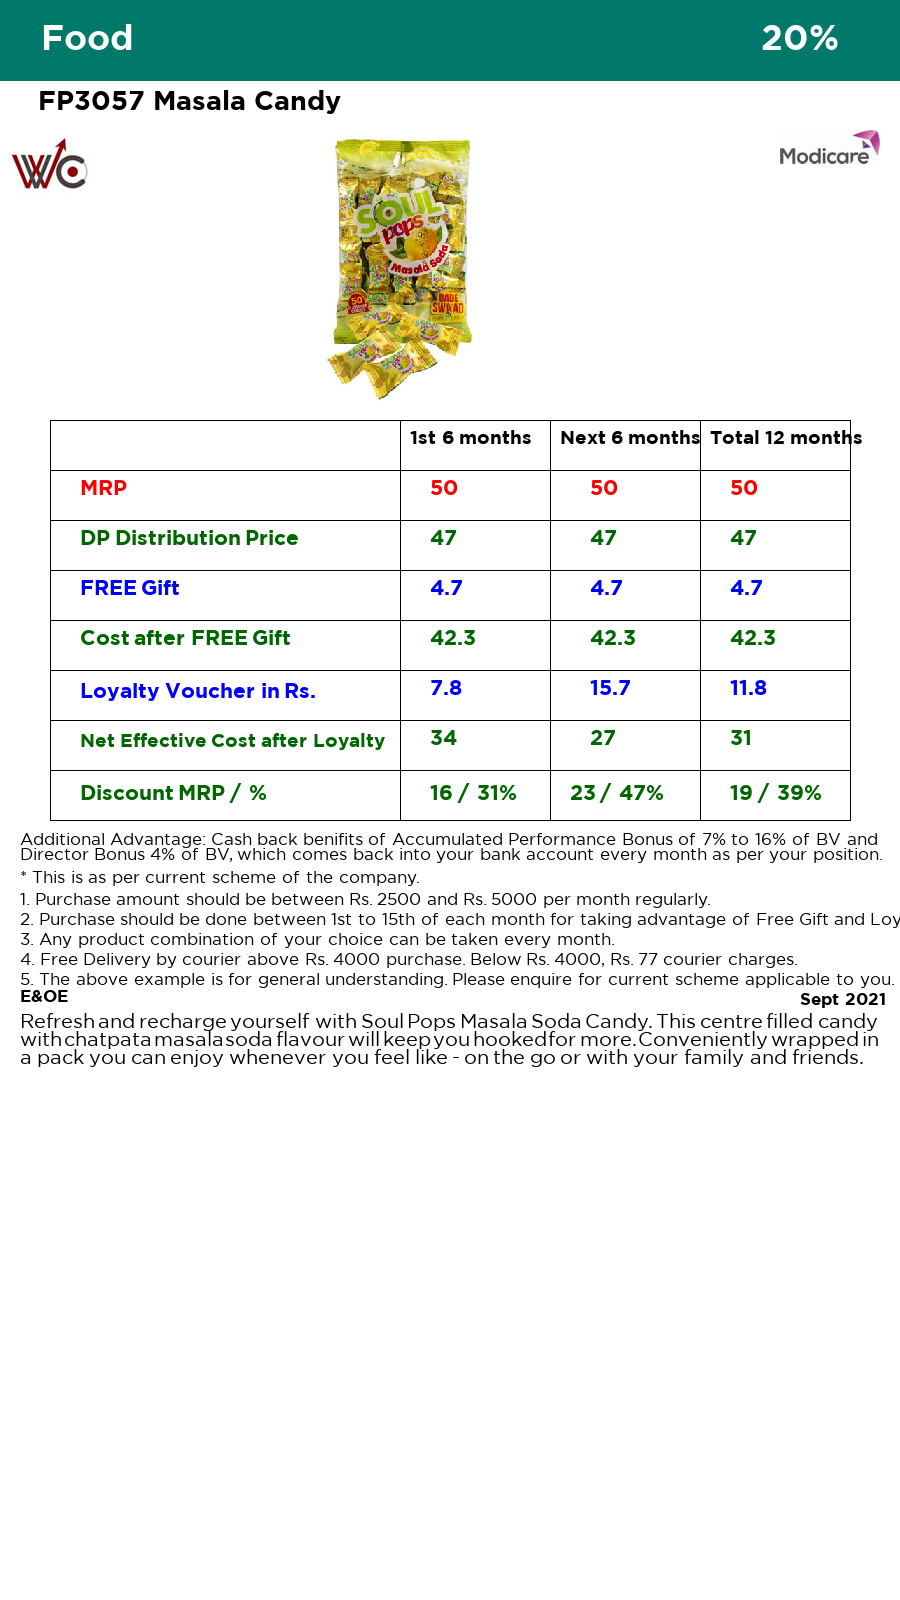 Food 20%
FP3057 Masala Candy
WC
Modicare
SOUL
pops
Masala Soda
50
BADE
SWAAD
1st 6 months Next 6 months Total 12 months
MRP 50 50 50
DP Distribution Price 47 47 47
FREE Gift 4.7 4.7 4.7
Cost after FREE Gift 42.3 42.3 42.3
Loyalty Voucher in Rs. 7.8 15.7 11.8
Net Effective Cost after Loyalty 34 27 31
Discount MRP / % 16 / 31% 23 / 47% 19 / 39%
Additional Advantage: Cash back benifits of Accumulated Performance Bonus of 7% to 16% of BV and
Director Bonus 4% of BV, which comes back into your bank account every month as per your position.
* This is as per current scheme of the company.
1. Purchase amount should be between Rs. 2500 and Rs. 5000 per month regularly.
2. Purchase should be done between 1st to 15th of each month for taking advantage of Free Gift and Loy
3. Any product combination of your choice can be taken every month.
4. Free Delivery by courier above Rs. 4000 purchase. Below Rs. 4000, Rs. 77 courier charges.
5. The above example is for general understanding. Please enquire for current scheme applicable to you.
E&OE
Sept 2021
Refresh and recharge yourself with Soul Pops Masala Soda Candy. This centre filled candy
with chatpata masala soda flavour will keep you hooked for more. Conveniently wrapped in
a pack you can enjoy whenever you feel like - on the go or with your family and friends.